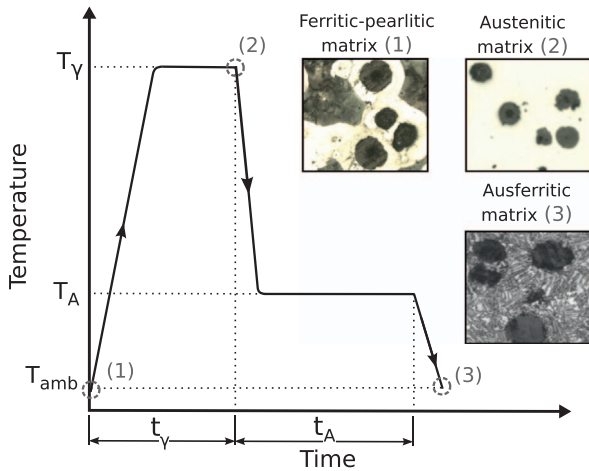 Ferritic-pearlitic
matrix (1)
Austenitic
matrix (2)
Ausferritic
matrix (3)
Temperature
Tγ
(2)
TA
Tamb
(1)
(3)
tγ
tA
Time